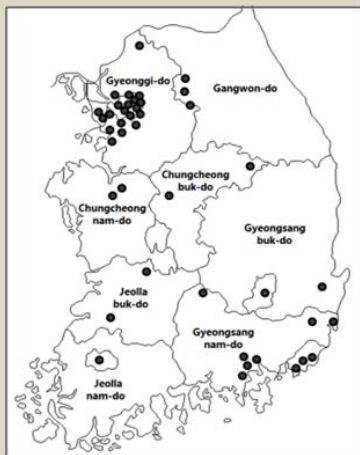 Gyeonggi-do
Gangwon-do
Chungcheong
buk-do
Chungcheong
nam-do
Gyeongsang
buk-do
Jeolla
buk-do
Gyeongsang
nam-do
Jeolla
nam-do